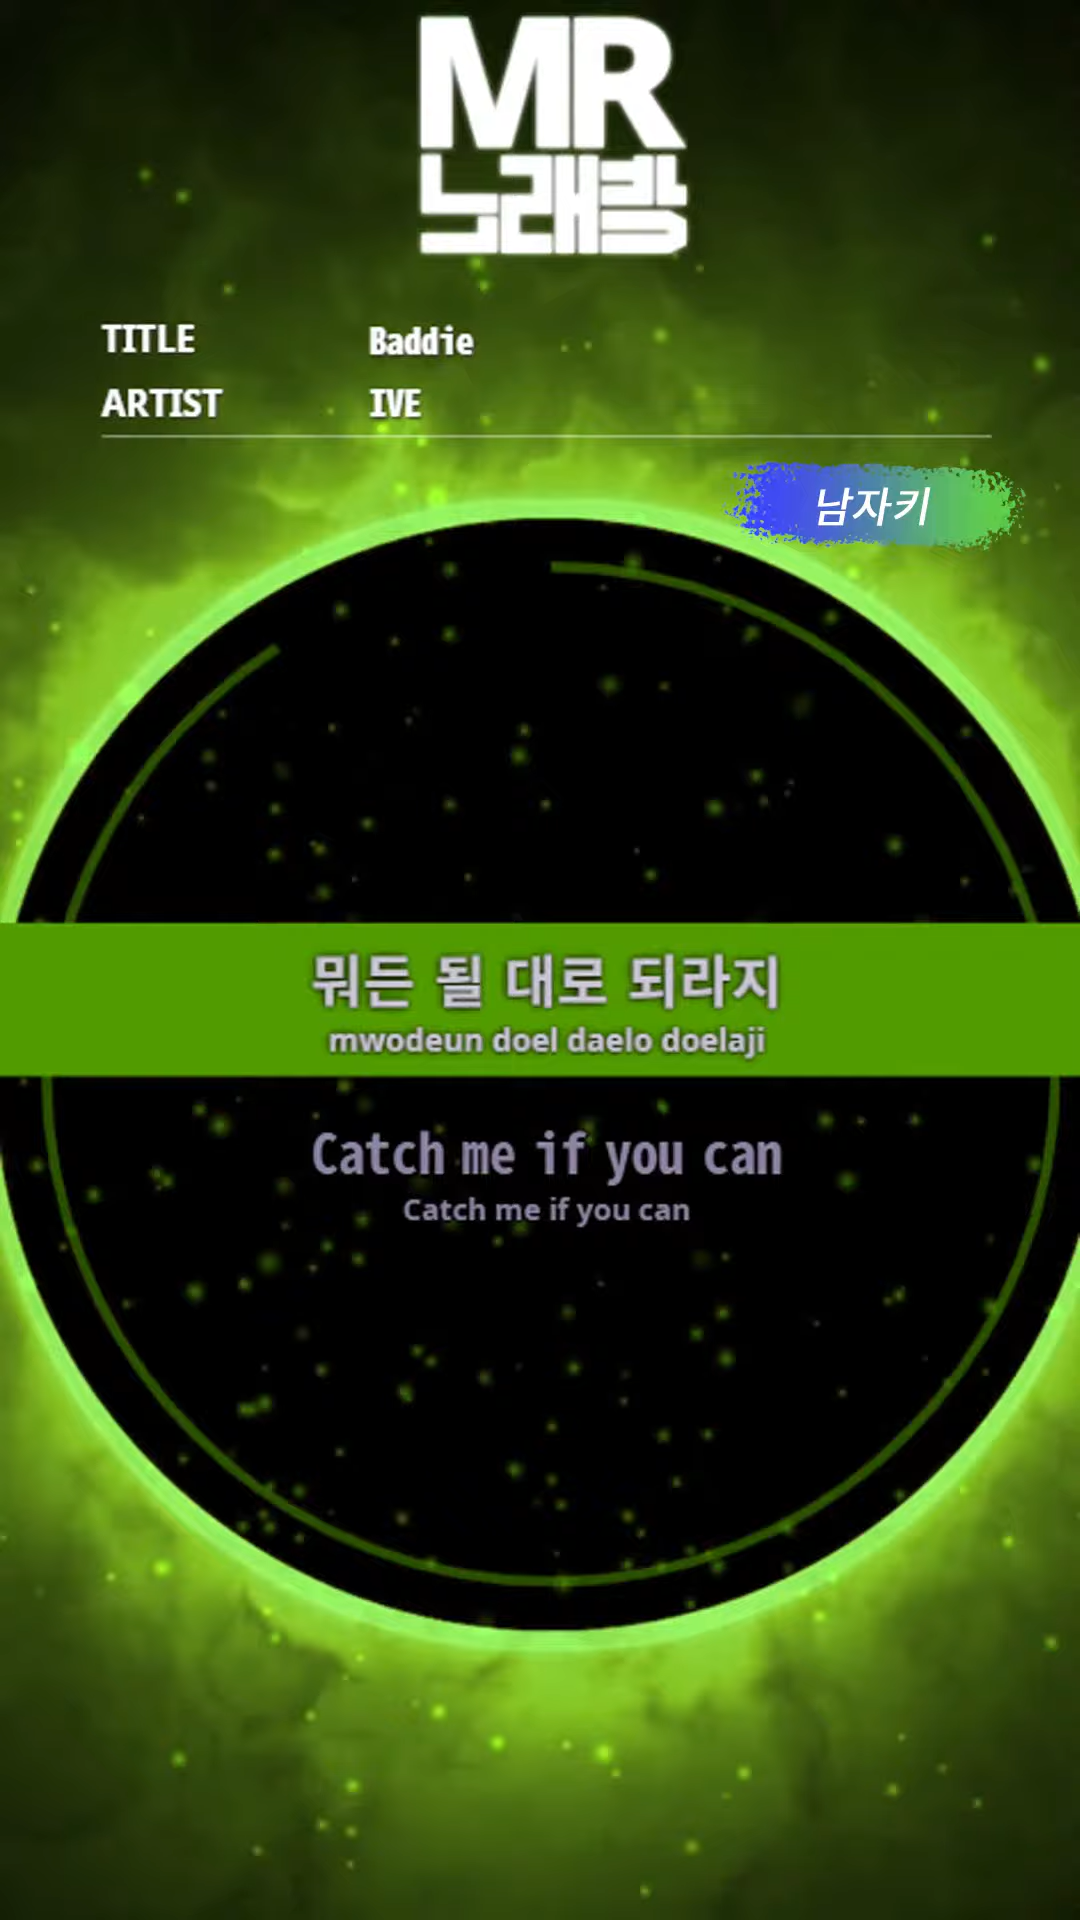 MR
노래방
TITLE Baddie
ARTIST IVE
남자키
뭐든 될 대로 되라지
mwodeun doel daelo doelaji
Catch me if you can
Catch me if you can